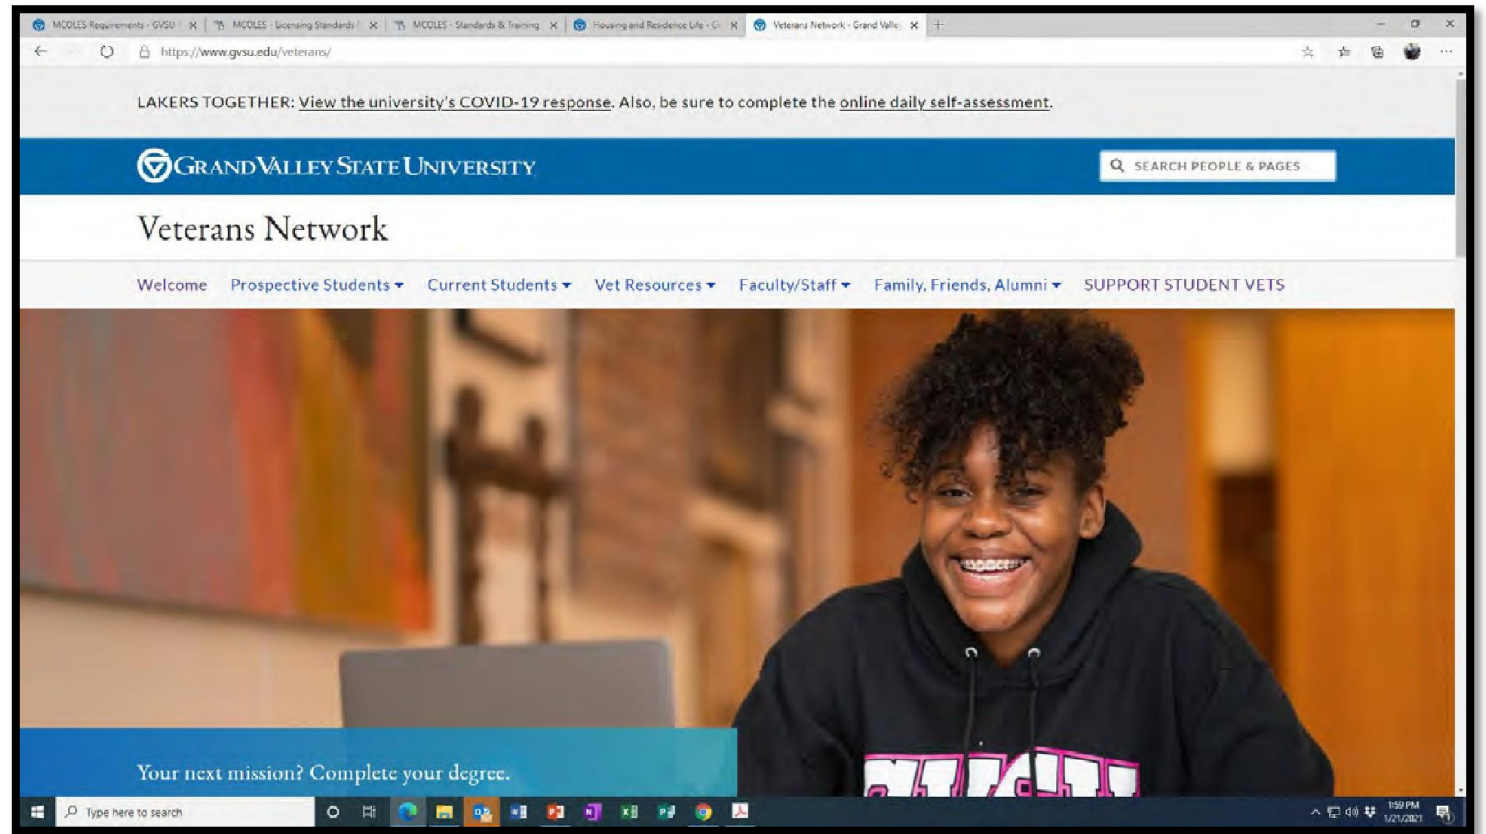 MCOLES Requirements - GVSU
MCOLES - Licensing Standards
MCOLES - Standards & Training
Housing and Residence Life - G
Veterans Network - Grand Valle
https://www.gvsu.edu/veterans/
LAKERS TOGETHER: View the university's COVID-19 response. Also, be sure to complete the online daily self-assessment.
GRAND VALLEY STATE UNIVERSITY
SEARCH PEOPLE & PAGES
Veterans Network
Welcome Prospective Students Current Students Vet Resources Faculty/Staff Family, Friends, Alumni SUPPORT STUDENT VETS
Your next mission? Complete your degree.
Type here to search
1:59 PM
1/21/2021